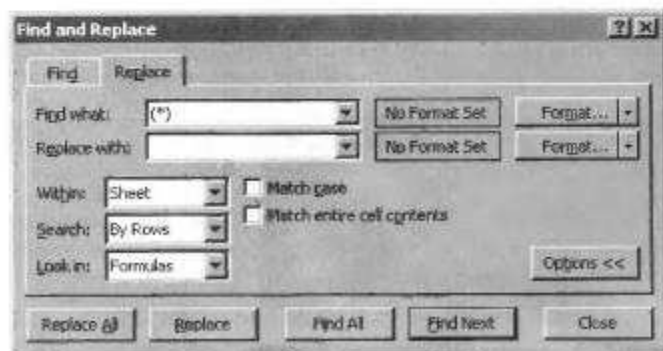 Find and Replace
Find Replace
Find what: (*) No Format Set Format...
Replace with: No Format Set Format...
Within: Sheet Match case
Match entire cell contents
Search: By Rows
Look in: Formulas Options <<
Replace All Replace Find All Find Next Close